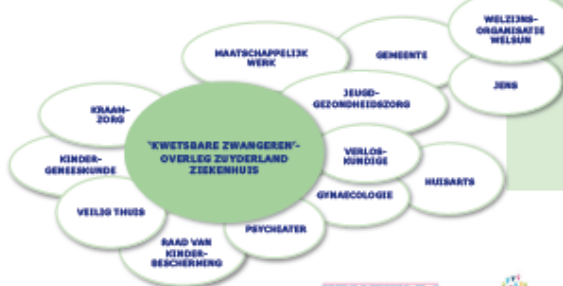 WELZIJNS-
ORGANISATIE
WELSUN
MAATSCHAPPELIJK
WERK
GEMEENTE
JENS
JEUGD-
GEZONDHEIDSZORG
KRAAM-
ZORG
'KWETSBARE ZWANGEREN'-
OVERLEG ZUYDERLAND
ZIEKENHUIS
VERLOS-
KUNDIGE
KINDER-
GENEESKUNDE
HUISARTS
GYNAECOLOGIE
VEILIG THUIS
PSYCHIATER
RAAD VAN
KINDER-
BESCHERMING